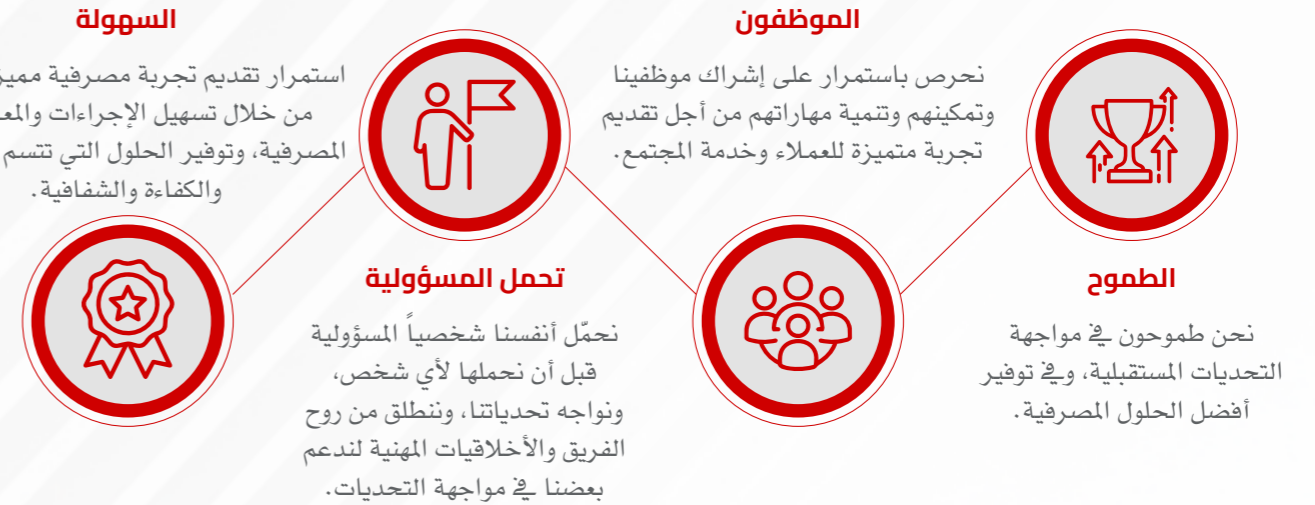 الطموح
نحن طموحون في مواجهة
التحديات المستقبلية، وفي توفير
أفضل الحلول المصرفية.
الموظفون
نحرص باستمرار على إشراك موظفينا
وتمكينهم وتنمية مهاراتهم من أجل تقديم
تجربة متميزة للعملاء وخدمة المجتمع.
تحمل المسؤولية
نحمّل أنفسنا شخصياً المسؤولية
قبل أن نحملها لأي شخص،
ونواجه تحدياتنا، وننطلق من روح
الفريق والأخلاقيات المهنية لندعم
بعضنا في مواجهة التحديات.
السهولة
استمرار تقديم تجربة مصرفية
من خلال تسهيل الإجراءات
المصرفية، وتوفير الحلول التي تتسم
والكفاءة والشفافية.